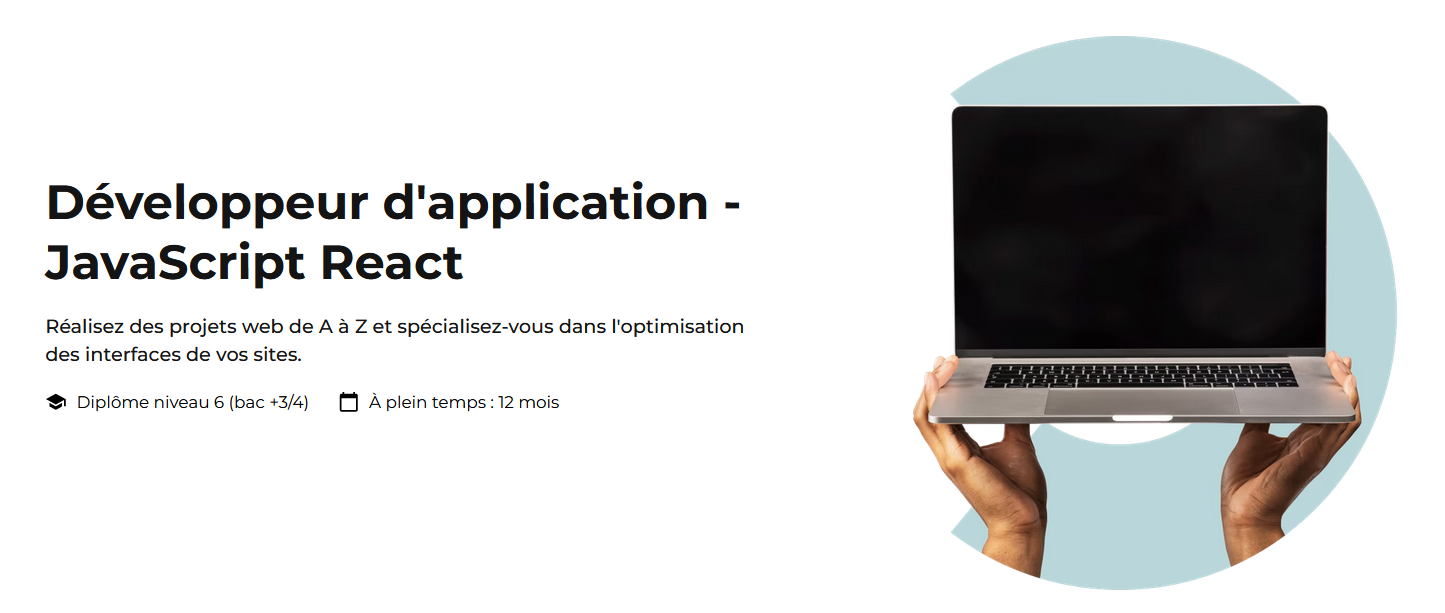 Développeur d'application -
JavaScript React
Réalisez des projets web de A à Z et spécialisez-vous dans l'optimisation
des interfaces de vos sites.
Diplôme niveau 6 (bac +3/4) À plein temps : 12 mois